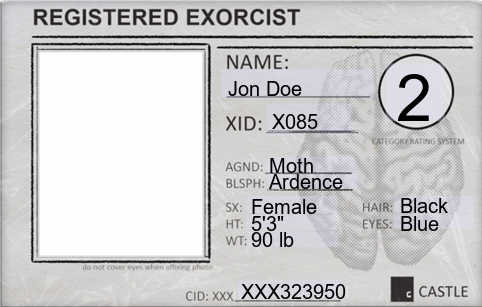 REGISTERED EXORCIST
NAME:
Jon Doe
2
XID: X085
CATEGORY RATING SYSTEM
AGND: Moth
BLSPH: Ardence
SX: Female
HAIR: Black
HT: 5'3"
EYES: Blue
WT: 90 lb
do not cover eyes when affixing photo
CID: XXX_XXX323950
C CASTLE